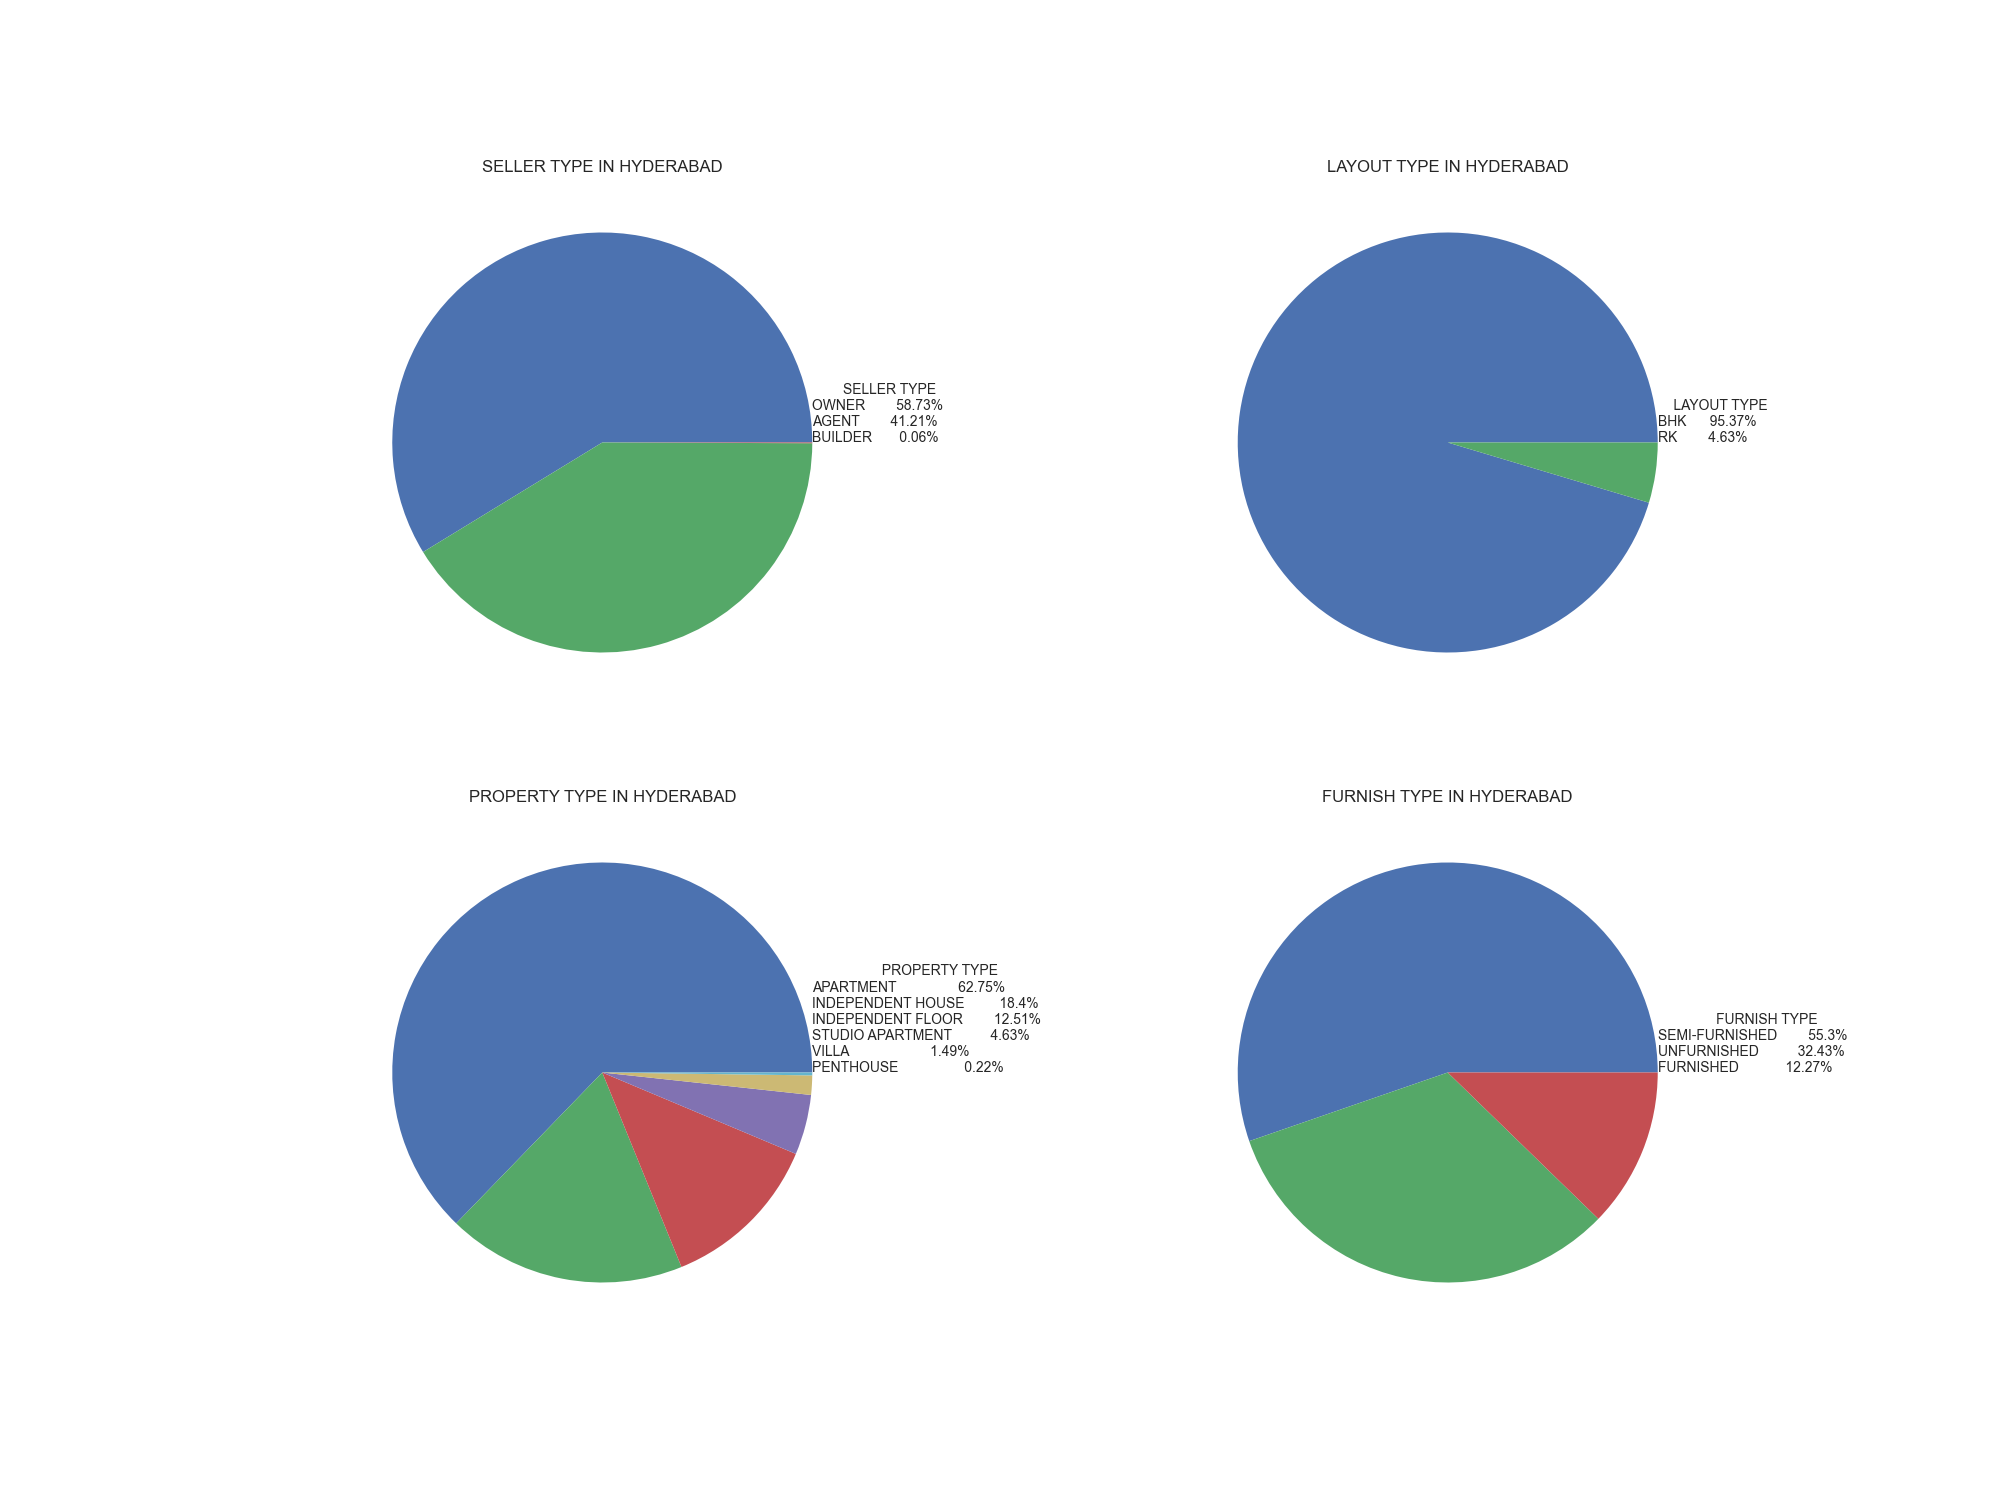 SELLER TYPE IN HYDERABAD
SELLER TYPE
OWNER 58.73%
AGENT 41.21%
BUILDER 0.06%
LAYOUT TYPE IN HYDERABAD
LAYOUT TYPE
BHK 95.37%
RK 4.63%
PROPERTY TYPE IN HYDERABAD
PROPERTY TYPE
APARTMENT 62.75%
INDEPENDENT HOUSE 18.4%
INDEPENDENT FLOOR 12.51%
STUDIO APARTMENT 4.63%
VILLA 1.49%
PENTHOUSE 0.22%
FURNISH TYPE IN HYDERABAD
FURNISH TYPE
SEMI-FURNISHED 55.3%
UNFURNISHED 32.43%
FURNISHED 12.27%